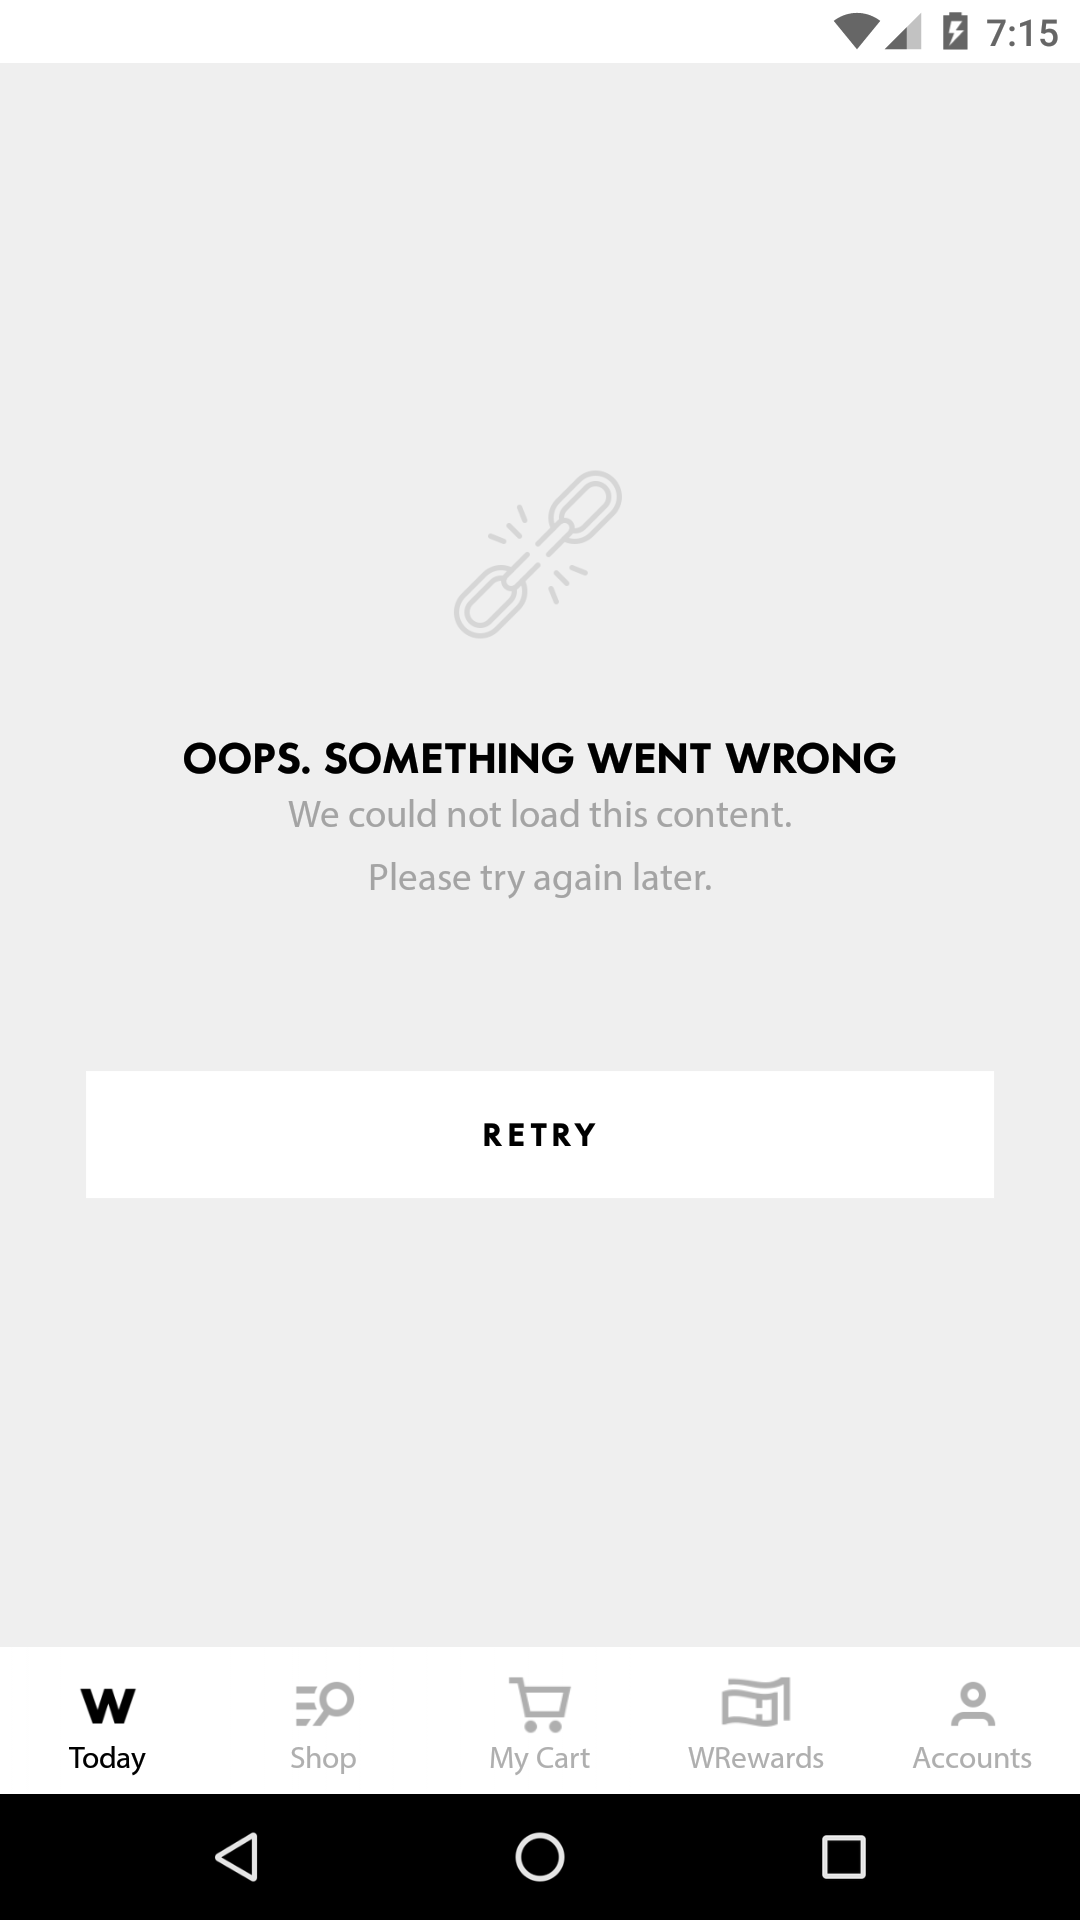 7:15
OOPS. SOMETHING WENT WRONG
We could not load this content.
Please try again later.
RETRY
W
Today
Shop
My Cart
WRewards
Accounts